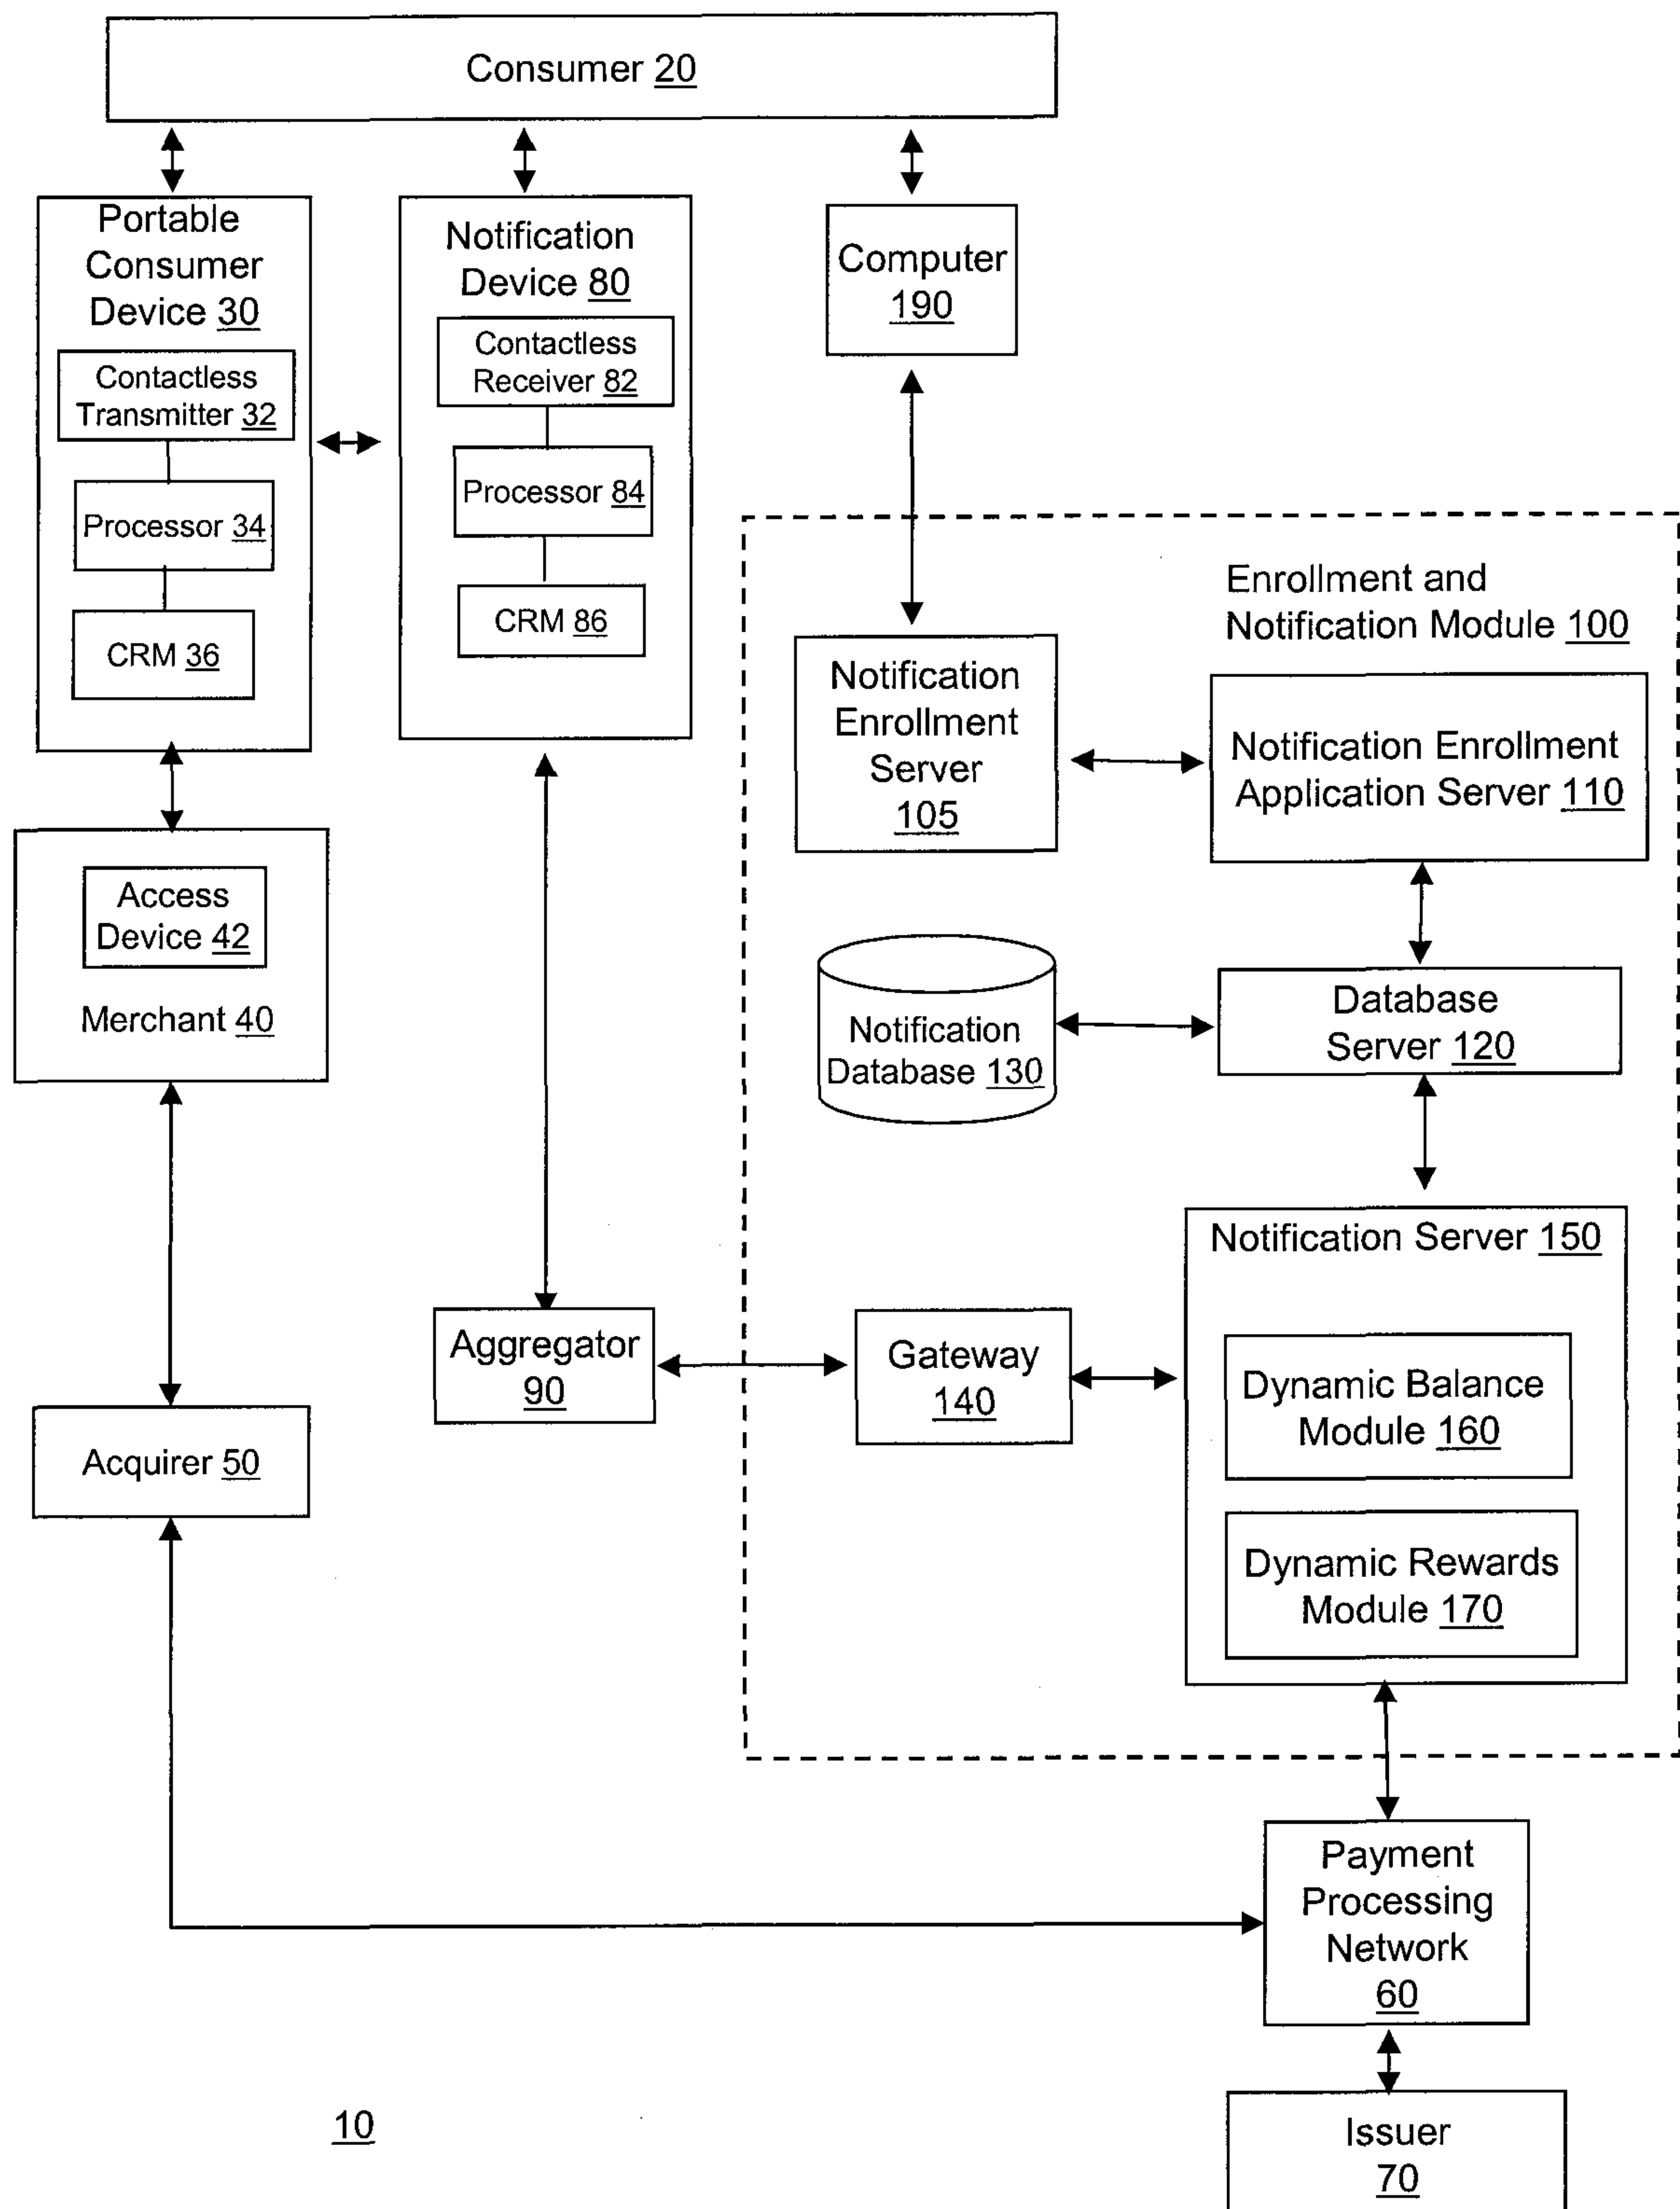 Consumer 20
Portable
Consumer
Device 30
Contactless
Transmitter 32
Processor 34
CRM 36
Notification
Device 80
Contactless
Receiver 82
Processor 84
CRM 86
Computer
190
Enrollment and
Notification Module 100
Notification
Enrollment
Server
105
Notification Enrollment
Application Server 110
Access
Device 42
Merchant 40
Notification
Database 130
Database
Server 120
Notification Server 150
Aggregator
90
Gateway
140
Dynamic Balance
Module 160
Acquirer 50
Dynamic Rewards
Module 170
Payment
Processing
Network
60
10
Issuer
70